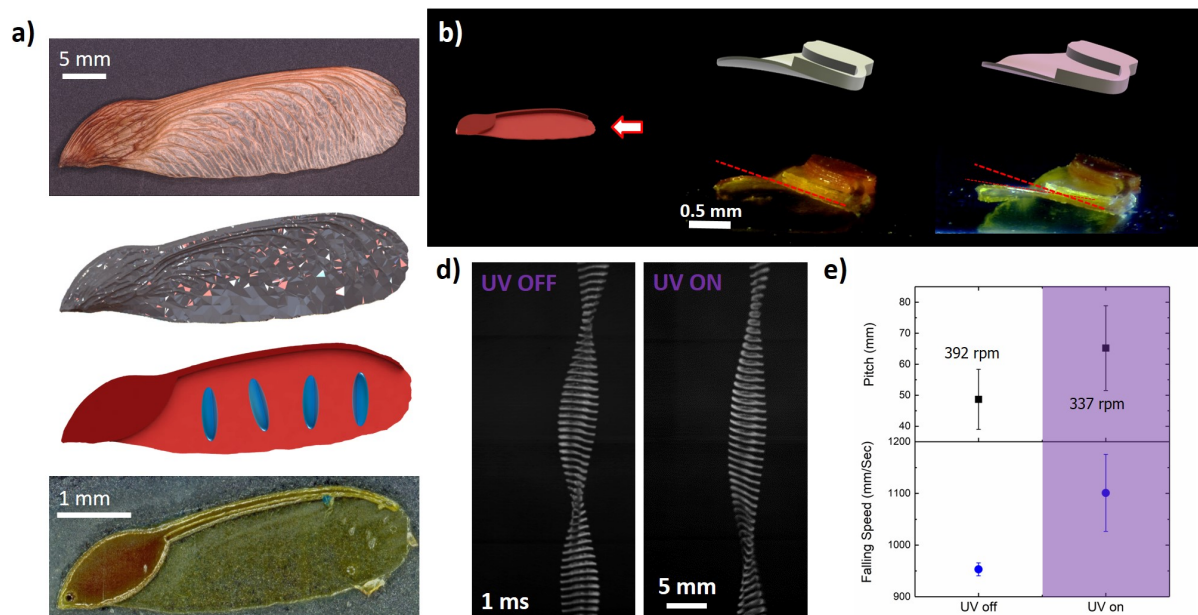 a)
5 mm
1 mm
b)
0.5 mm
d)
UV OFF
1 ms
UV ON
5 mm
e)
85
80
70
60
50
40
Pitch (mm)
392 rpm
337 rpm
1200
1100
1000
900
Falling Speed (mm/Sec)
UV off
UV on